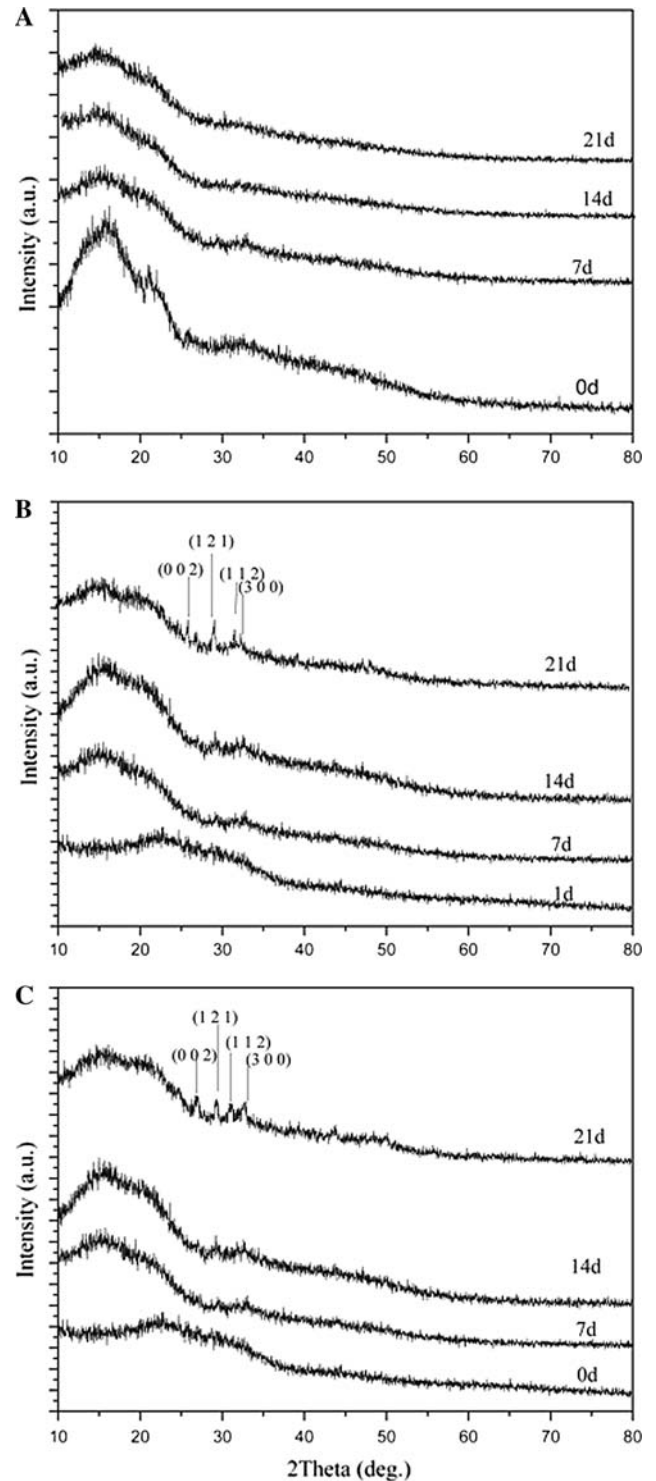 A
Intensity (a.u.)
21d
14d
7d
0d
10 20 30 40 50 60 70 80
B
Intensity (a.u.)
(1 2 1)
(0 0 2) (1 1 2)
(3 0 0)
21d
14d
7d
1d
10 20 30 40 50 60 70 80
C
Intensity (a.u.)
(1 2 1)
(0 0 2) (1 1 2)
(3 0 0)
21d
14d
7d
0d
10 20 30 40 50 60 70 80
2Theta (deg.)